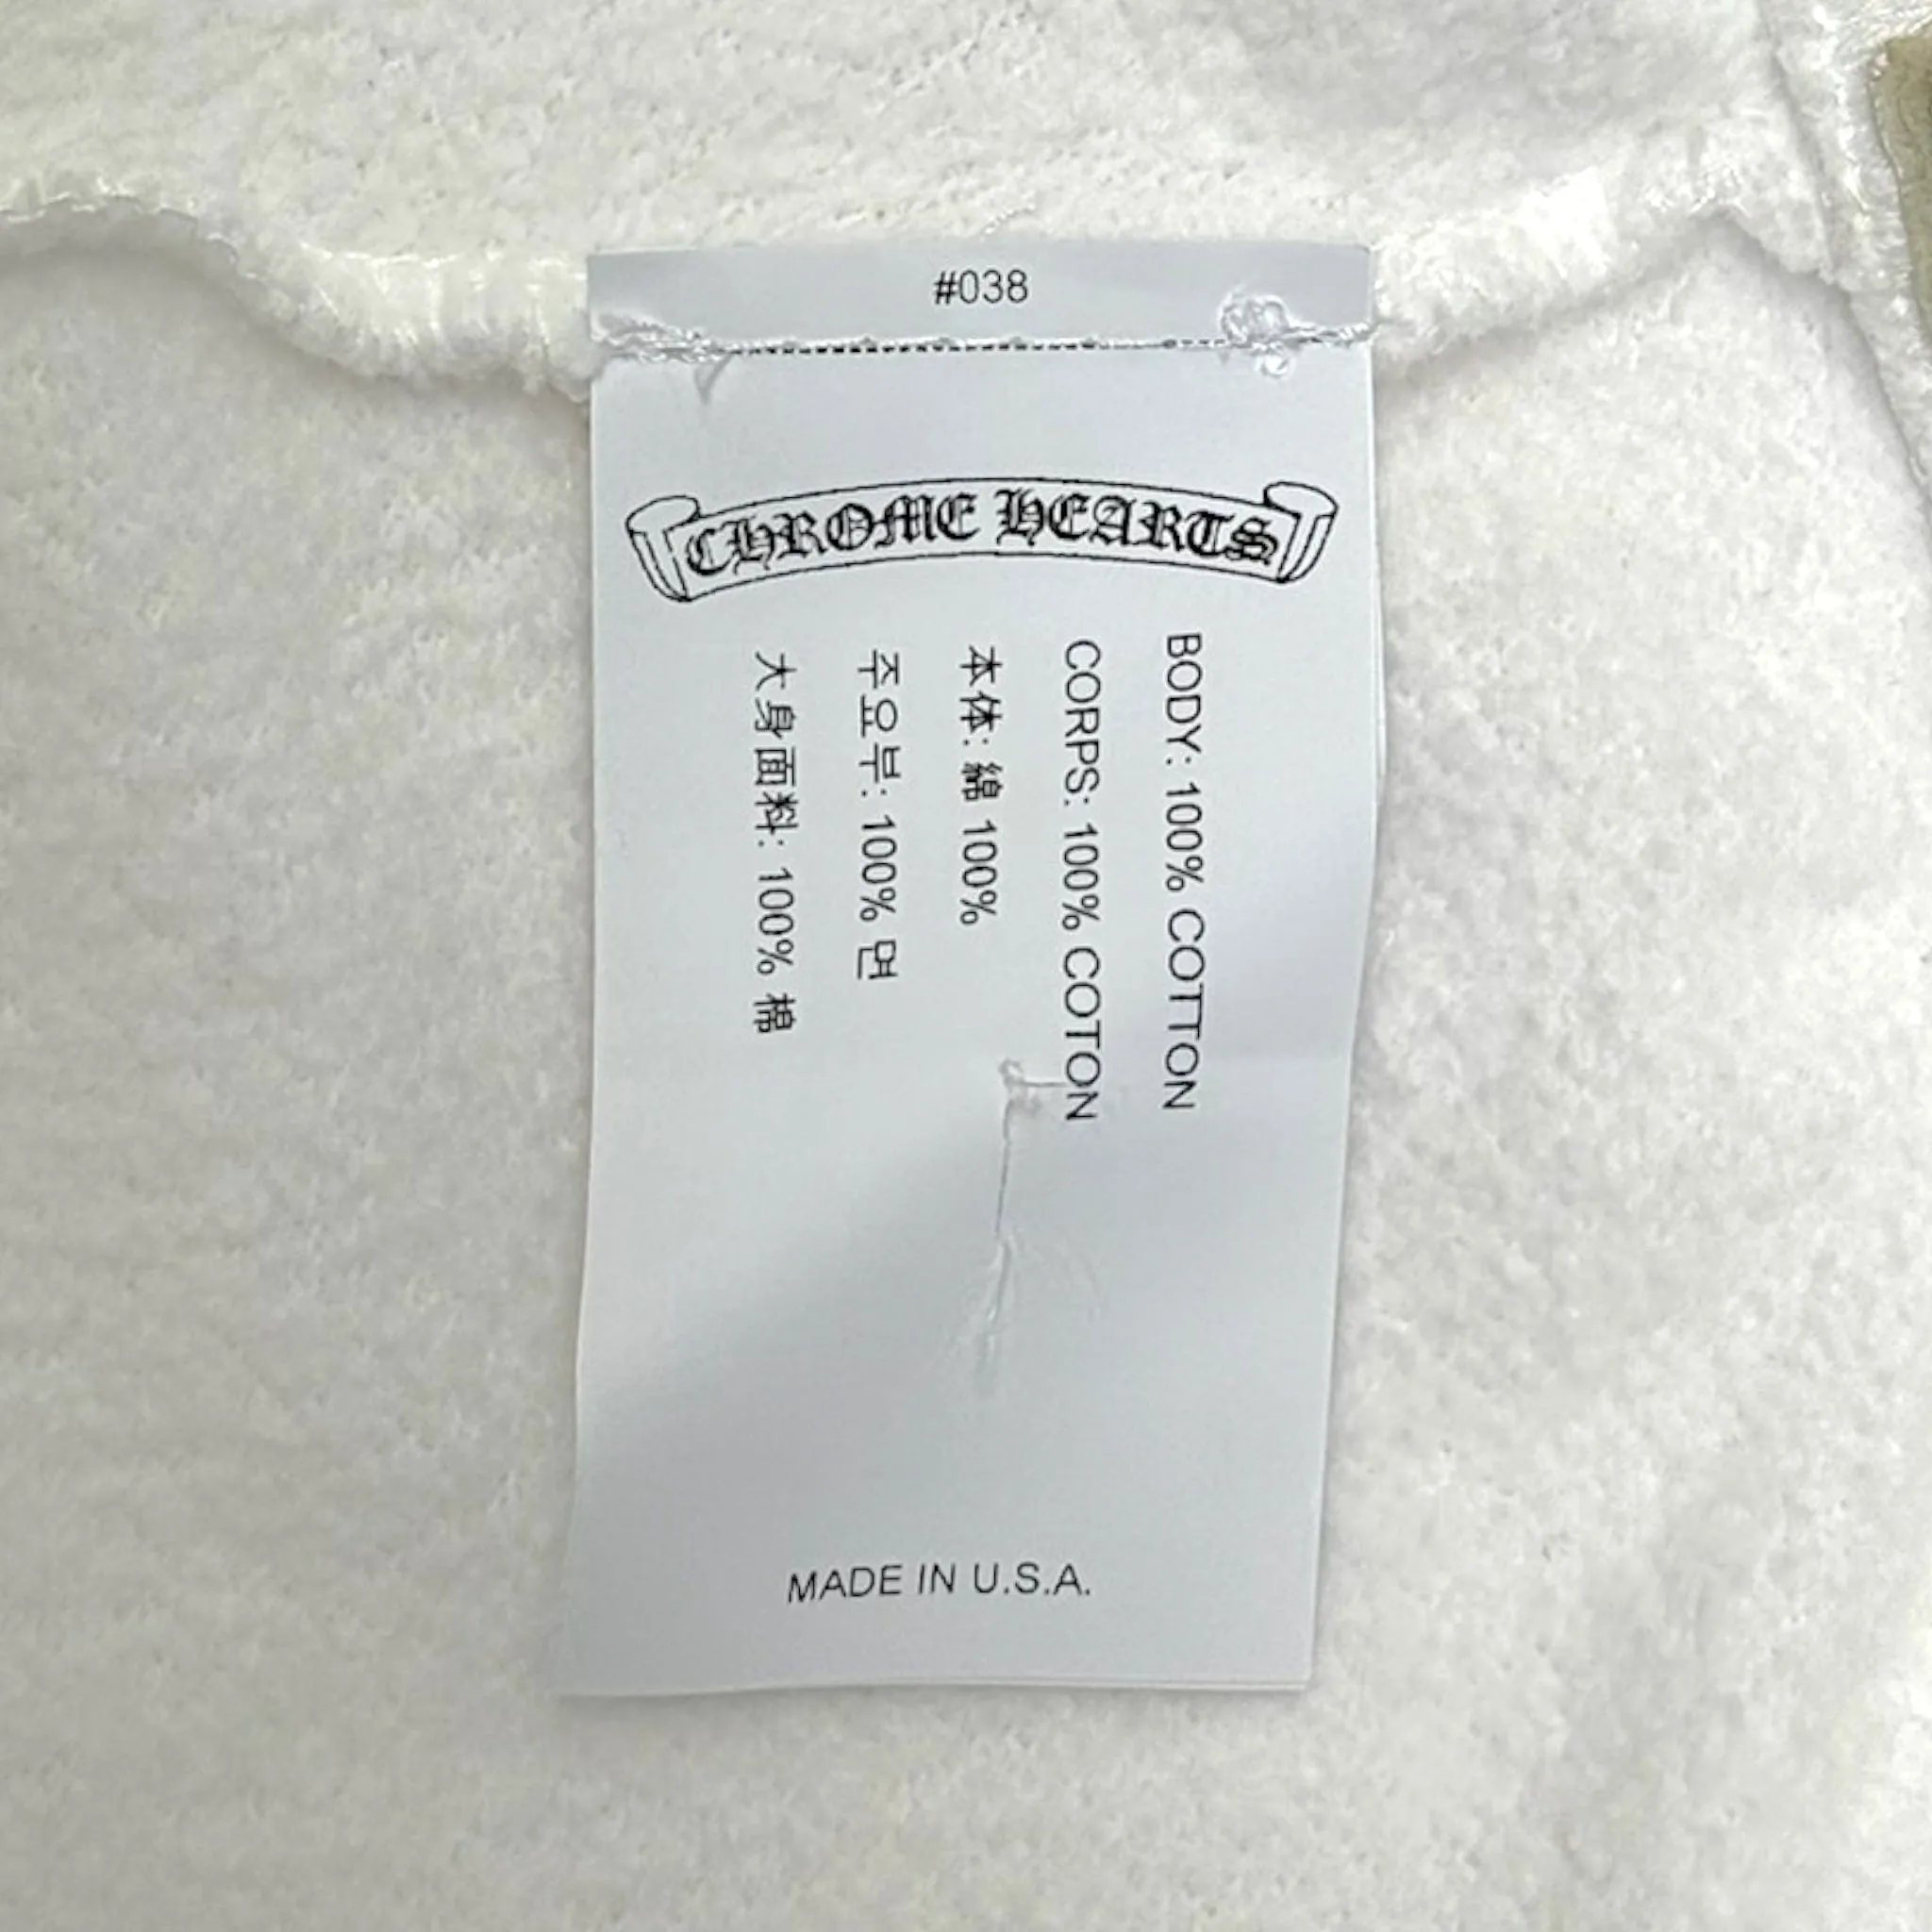 #038
CHROME HEARTS
BODY: 100% COTTON
CORPS: 100% COTON
本体: 綿 100%
주요부: 100% 면
大身面料: 100% 棉
MADE IN U.S.A.